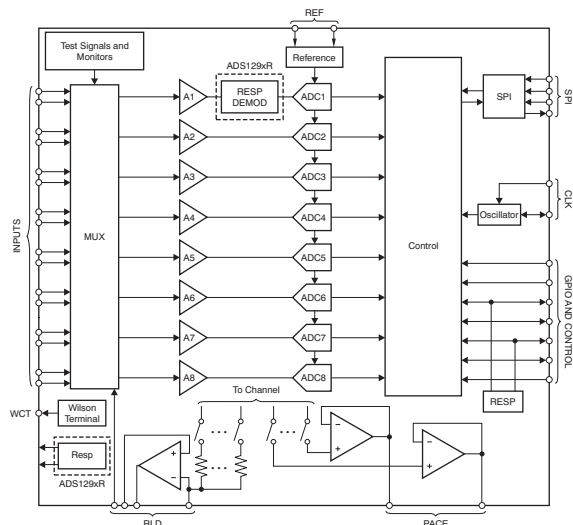 REF
Test Signals and
Monitors
Reference
ADS129xR
RESP
DEMOD
A1
ADC1
SPI
SPI
A2
ADC2
A3
ADC3
CLK
A4
ADC4
Oscillator
INPUTS
MUX
Control
A5
ADC5
A6
ADC6
GPIO AND CONTROL
A7
ADC7
A8
ADC8
To Channel
RESP
WCT
Wilson
Terminal
Resp
ADS129xR
+
-
-
+
-
+
RLD
PACE